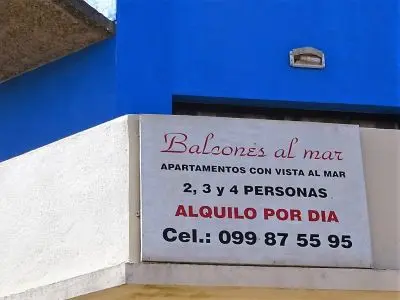 Balcones al mar
APARTAMENTOS CON VISTA AL MAR
2, 3 y 4 PERSONAS
ALQUILO POR DIA
Cel.: 099 87 55 95